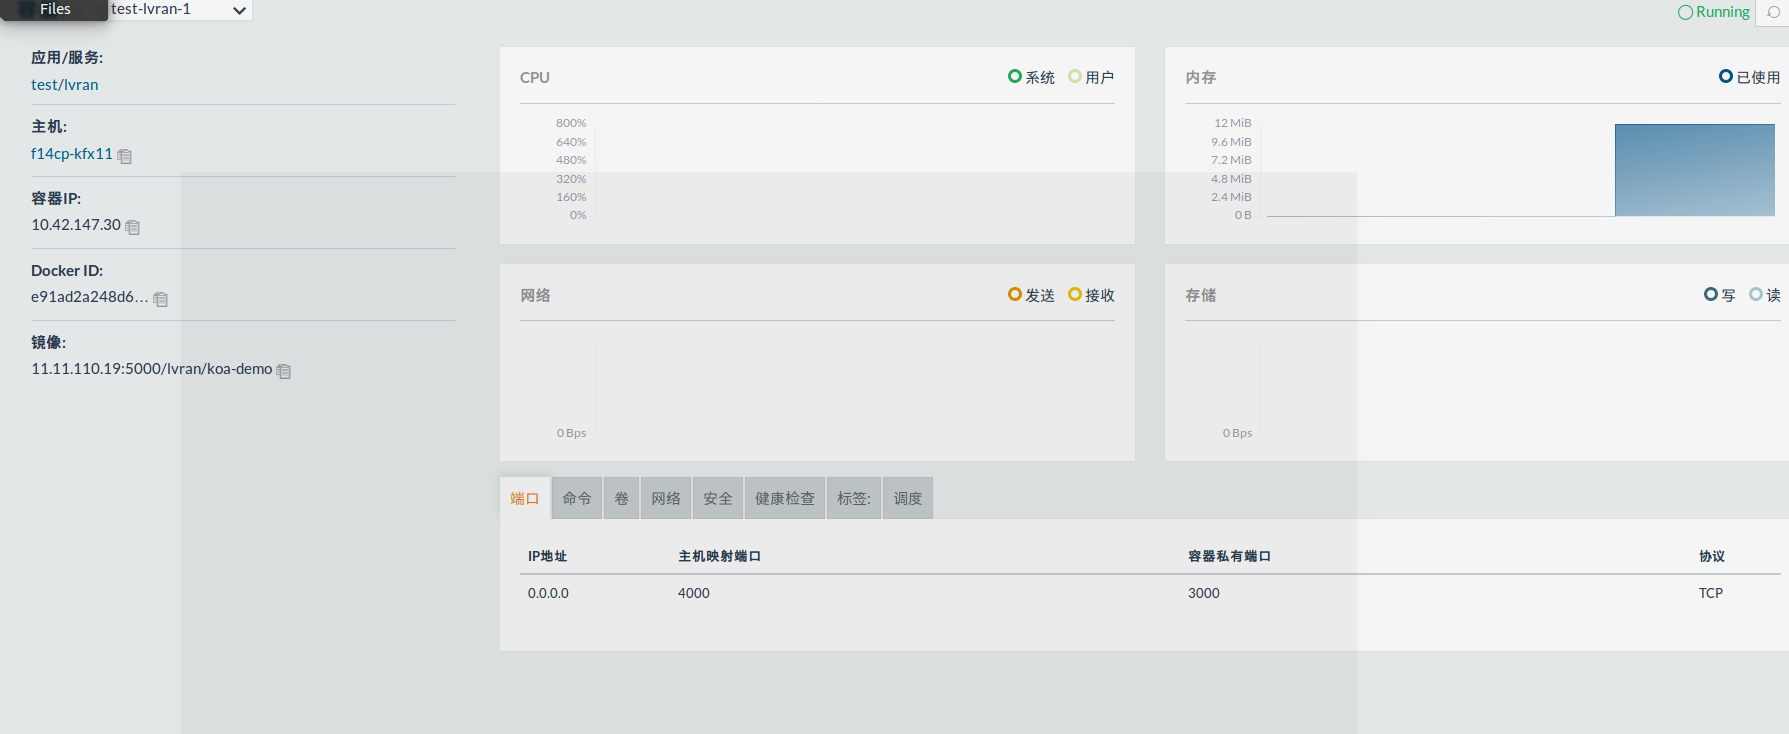 Files
test-lvran-1
Running
应用/服务:
test/lvran
主机:
f14cp-kfx11
容器IP:
10.42.147.30
Docker ID:
e91ad2a248d6...
镜像:
11.11.110.19:5000/lvran/koa-demo
CPU 系统 用户
800%
640%
480%
320%
160%
0%
内存 已使用
12 MiB
9.6 MiB
7.2 MiB
4.8 MiB
2.4 MiB
0 B
网络 发送 接收
0 Bps
存储 写 读
0 Bps
端口 命令 卷 网络 安全 健康检查 标签: 调度
IP地址 主机映射端口 容器私有端口 协议
0.0.0.0 4000 3000 TCP